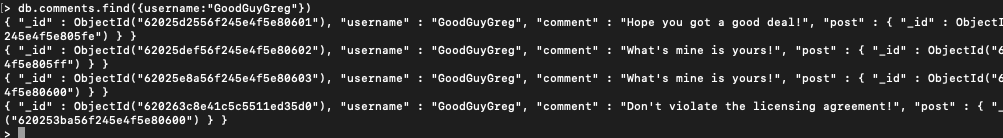 > db.comments.find({username:"GoodGuyGreg"})
{ "_id" : ObjectId("62025d2556f245e4f5e80601"), "username" : "GoodGuyGreg", "comment" : "Hope you got a good deal!", "post" : { "_id" : ObjectI
245e4f5e805fe") } }
{ "_id" : ObjectId("62025def56f245e4f5e80602"), "username" : "GoodGuyGreg", "comment" : "What's mine is yours!", "post" : { "_id" : ObjectId("6
4f5e805ff") } }
{ "_id" : ObjectId("62025e8a56f245e4f5e80603"), "username" : "GoodGuyGreg", "comment" : "What's mine is yours!", "post" : { "_id" : ObjectId("6
4f5e80600") } }
{ "_id" : ObjectId("620263c8e41c5c5511ed35d0"), "username" : "GoodGuyGreg", "comment" : "Don't violate the licensing agreement!", "post" : { "_
("620253ba56f245e4f5e80600") } }
>